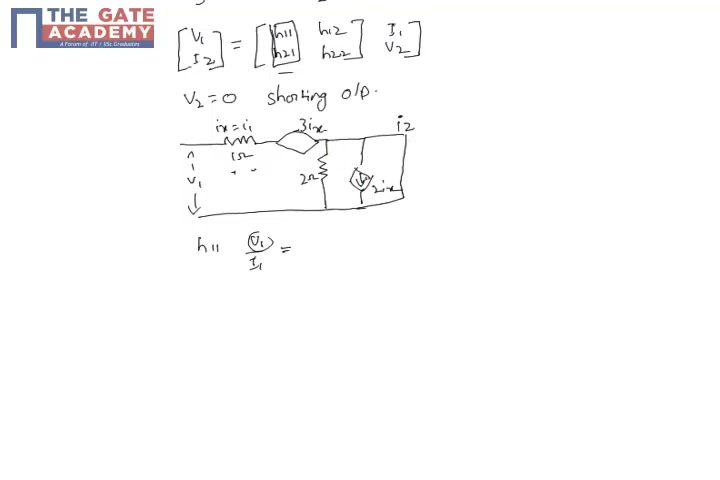 THE GATE
ACADEMY
A Forum of IIT / IISc Graduates
[V1 I2] = [h11 h12 h21 h22] [I1 V2]
V2=0 shorting o/p.
ix=i1 3ix i2
1Ω
+ -
V1 2Ω 2ix
h11 V1/I1 =